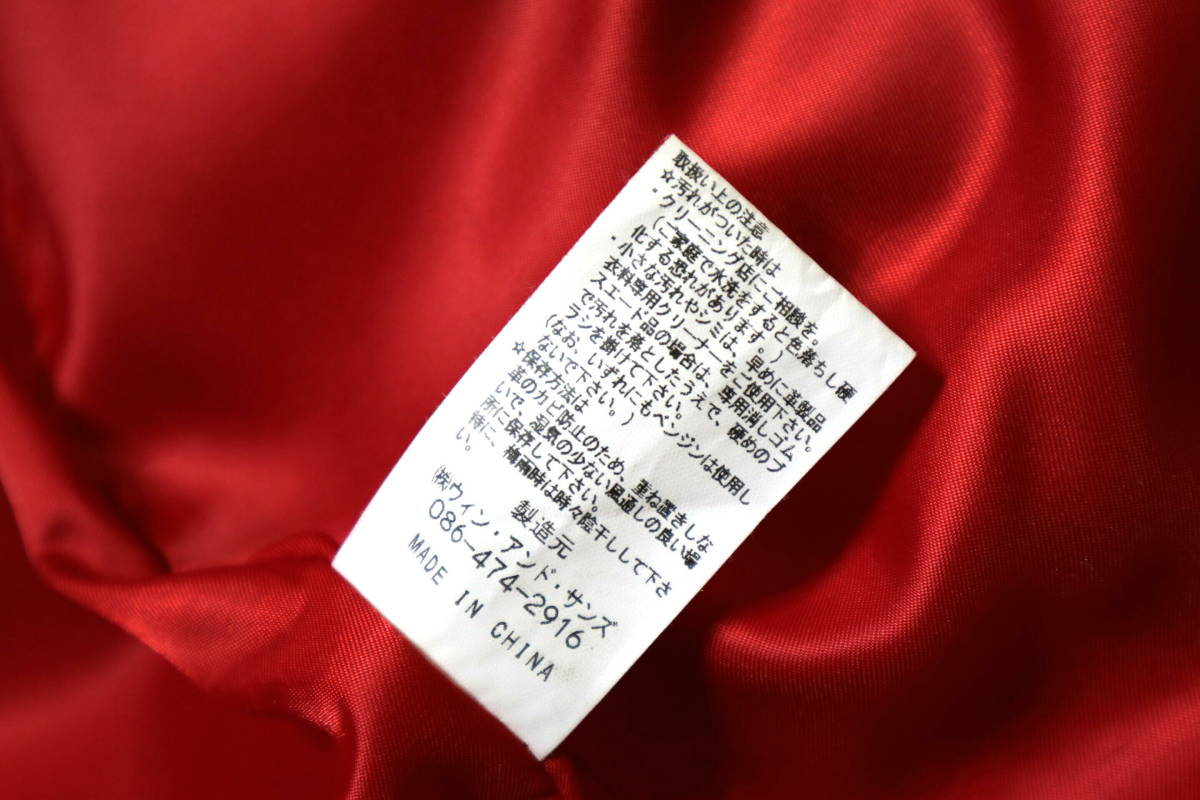 取扱い上の注意
☆汚れがついた時は
・クリーニング店にご相談を。
(ご家庭で水洗をすると色落ちし硬
化する恐れがあります。)
・小さな汚れやシミは、早めに革製品
衣料専用クリーナーをご使用下さい。
スエード品の場合は、専用消しゴム
で汚れを落としたうえで、硬めのブ
ラシを掛けて下さい。
(なお、いずれにもベンジンは使用し
ないで下さい。)
☆保存方法は
革のカビ防止のため、重ね置きしな
いで、湿気の少ない風通しの良い場
所に保存して下さい。
特に、梅雨時は時々陰干しして下さ
い。
製造元
㈱ウィン・アンド・サンズ
086-474-2916
MADE IN CHINA